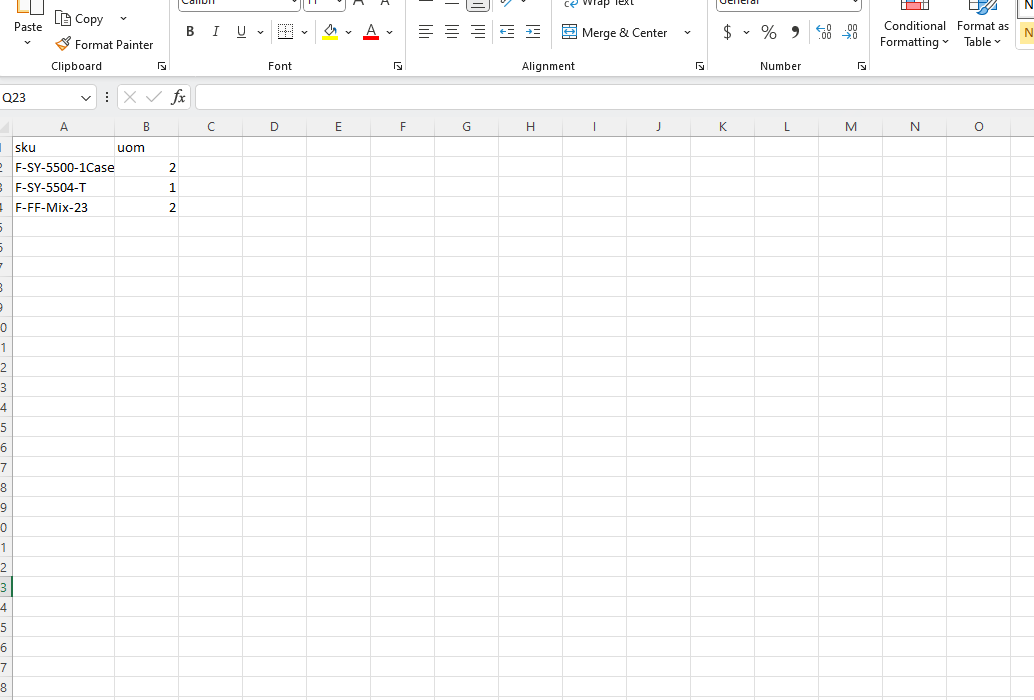 Calibri 11 A A Wrap Text General
Paste Copy
Format Painter
B I U A Merge & Center $ % 9 .00 .00 Conditional Formatting Format as Table N
Clipboard Font Alignment Number
Q23 fx
A B C D E F G H I J K L M N O
1 sku uom
2 F-SY-5500-1Case 2
3 F-SY-5504-T 1
4 F-FF-Mix-23 2
5
6
7
8
9
0
1
2
3
4
5
6
7
8
9
0
1
2
3
4
5
6
7
8